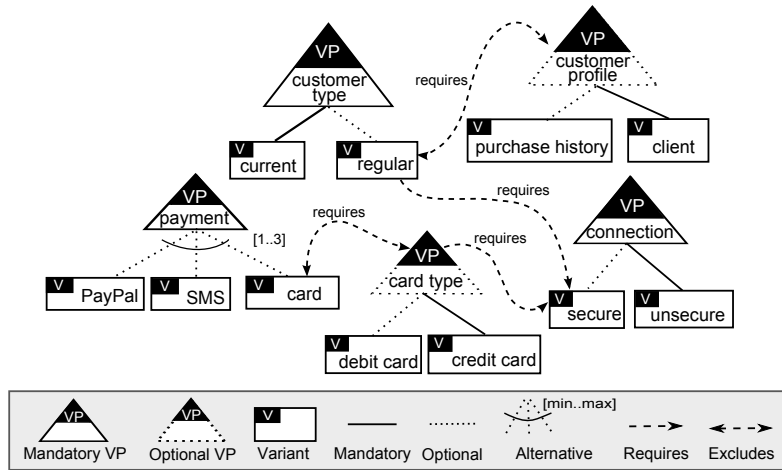 VP
customer
type
VP
customer
profile
requires
V
current
V
regular
V
purchase history
V
client
requires
VP
payment
[1..3]
requires
VP
card type
requires
VP
connection
V
PayPal
V
SMS
V
card
V
secure
V
unsecure
V
debit card
V
credit card
VP
Mandatory VP
VP
Optional VP
V
Variant
Mandatory
Optional
[min..max]
Alternative
Requires
Excludes